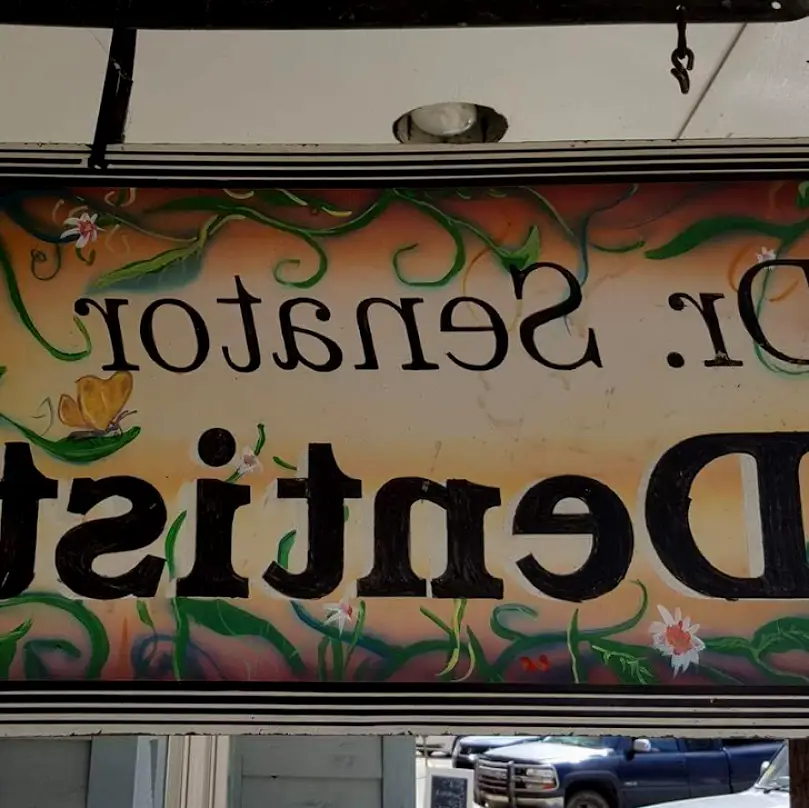 Dr. Senator
Dentist